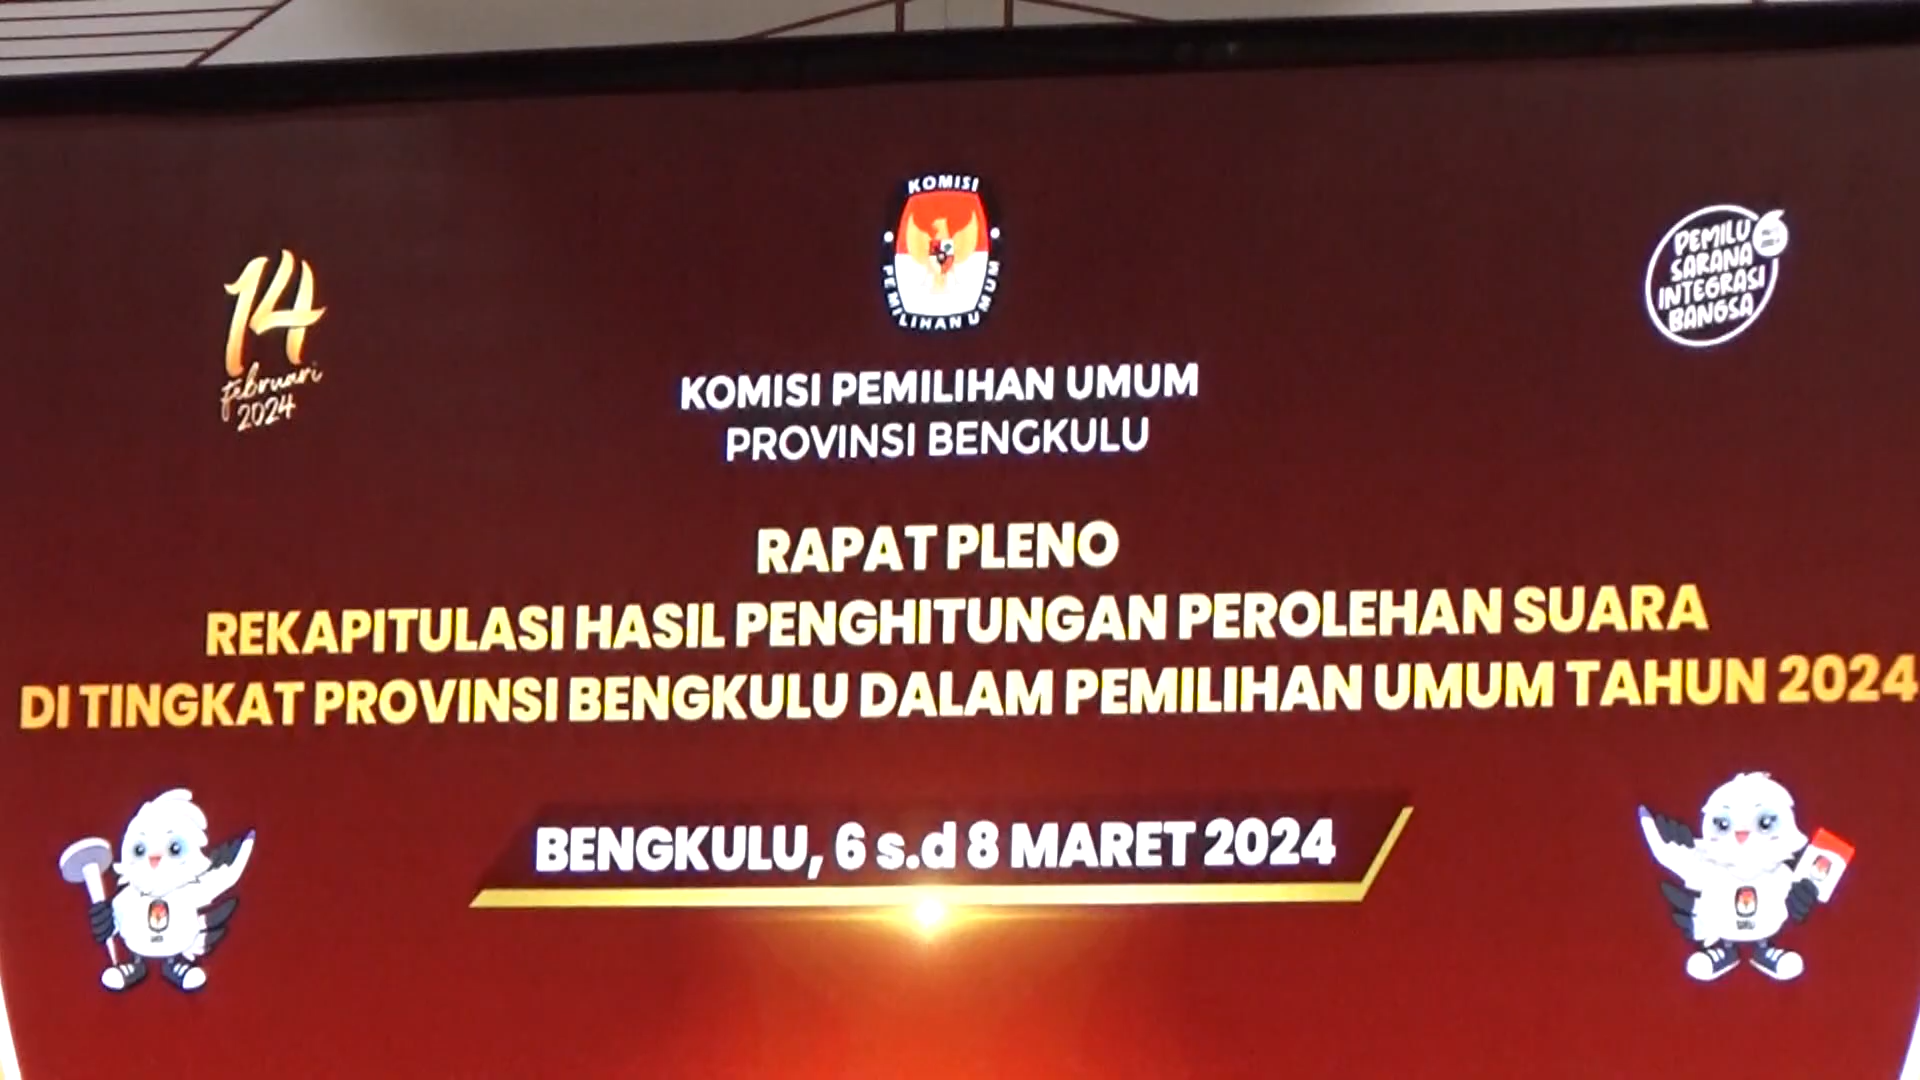 KOMISI
PEMILIHAN UMUM
14
februari
2024
PEMILU
SARANA
INTEGRASI
BANGSA
KOMISI PEMILIHAN UMUM
PROVINSI BENGKULU
RAPAT PLENO
REKAPITULASI HASIL PENGHITUNGAN PEROLEHAN SUARA
DI TINGKAT PROVINSI BENGKULU DALAM PEMILIHAN UMUM TAHUN 2024
BENGKULU, 6 s.d 8 MARET 2024